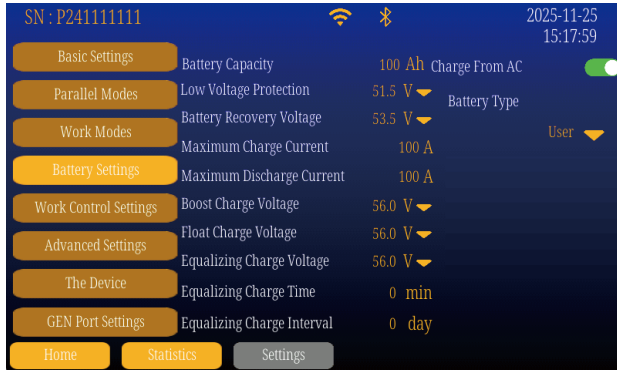 SN : P241111111
2025-11-25
15:17:59
Basic Settings
Parallel Modes
Work Modes
Battery Settings
Work Control Settings
Advanced Settings
The Device
GEN Port Settings
Battery Capacity 100 Ah
Low Voltage Protection 51.5 V
Battery Recovery Voltage 53.5 V
Maximum Charge Current 100 A
Maximum Discharge Current 100 A
Boost Charge Voltage 56.0 V
Float Charge Voltage 56.0 V
Equalizing Charge Voltage 56.0 V
Equalizing Charge Time 0 min
Equalizing Charge Interval 0 day
Charge From AC
Battery Type
User
Home Statistics Settings